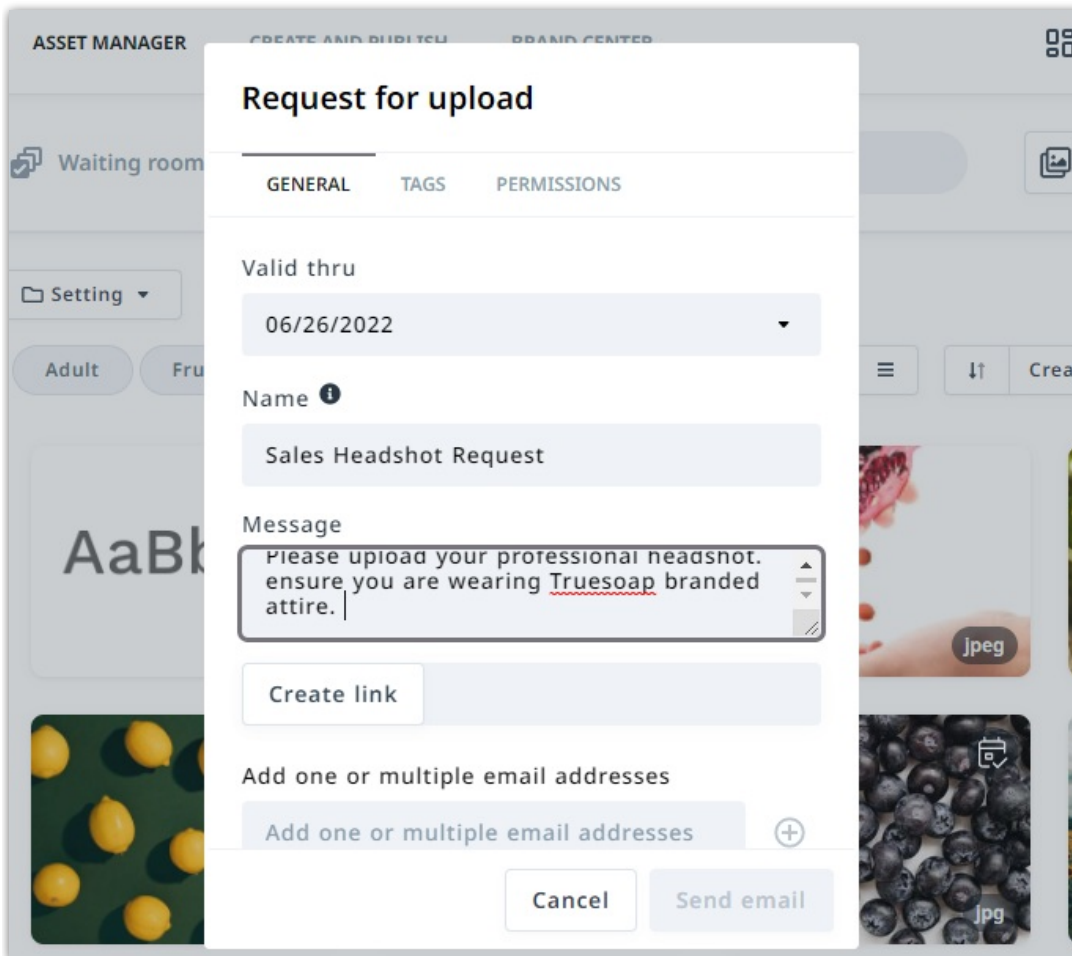 ASSET MANAGER CREATE AND PUBLISH BRAND CENTER
Request for upload
Waiting room
GENERAL TAGS PERMISSIONS
Valid thru
Setting
06/26/2022
Adult Fru
Crea
Name
Sales Headshot Request
Message
AaBb
Please upload your professional headshot.
ensure you are wearing Truesoap branded
attire.
jpeg
Create link
Add one or multiple email addresses
Add one or multiple email addresses
Cancel Send email
jpg